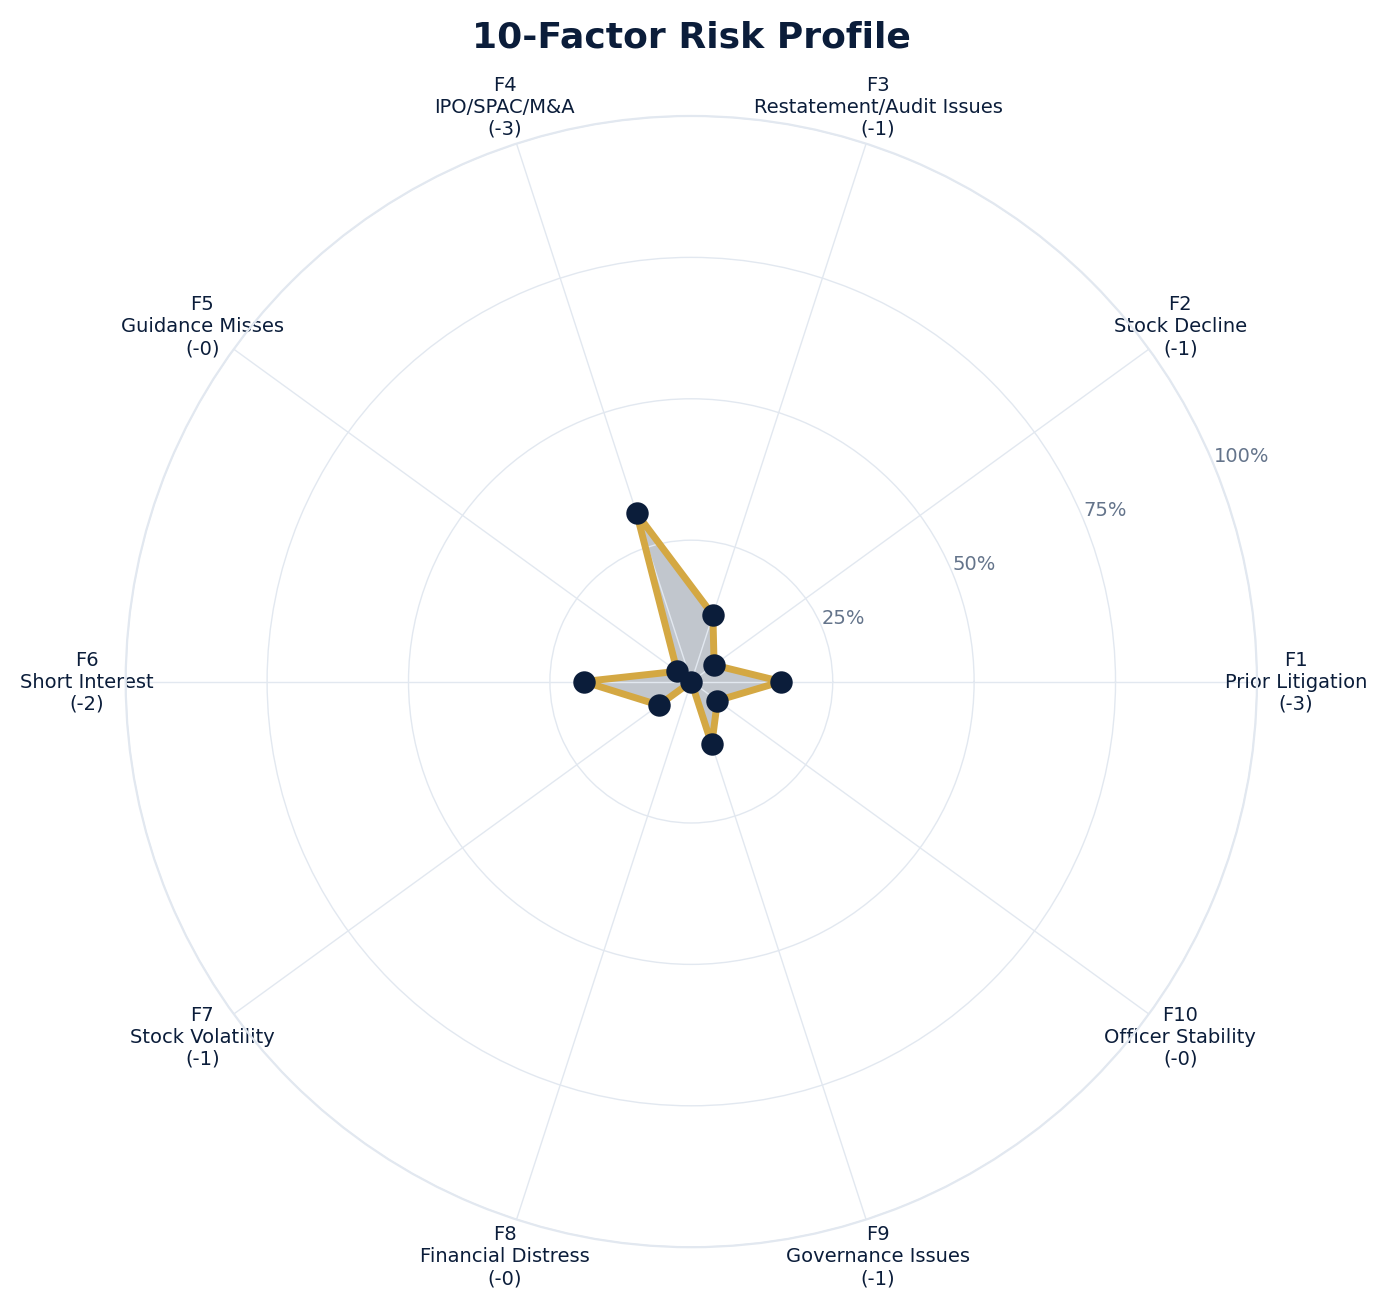 10-Factor Risk Profile
F4
IPO/SPAC/M&A
(-3)
F3
Restatement/Audit Issues
(-1)
F5
Guidance Misses
(-0)
F2
Stock Decline
(-1)
100%
75%
50%
25%
F6
Short Interest
(-2)
F1
Prior Litigation
(-3)
F7
Stock Volatility
(-1)
F10
Officer Stability
(-0)
F8
Financial Distress
(-0)
F9
Governance Issues
(-1)